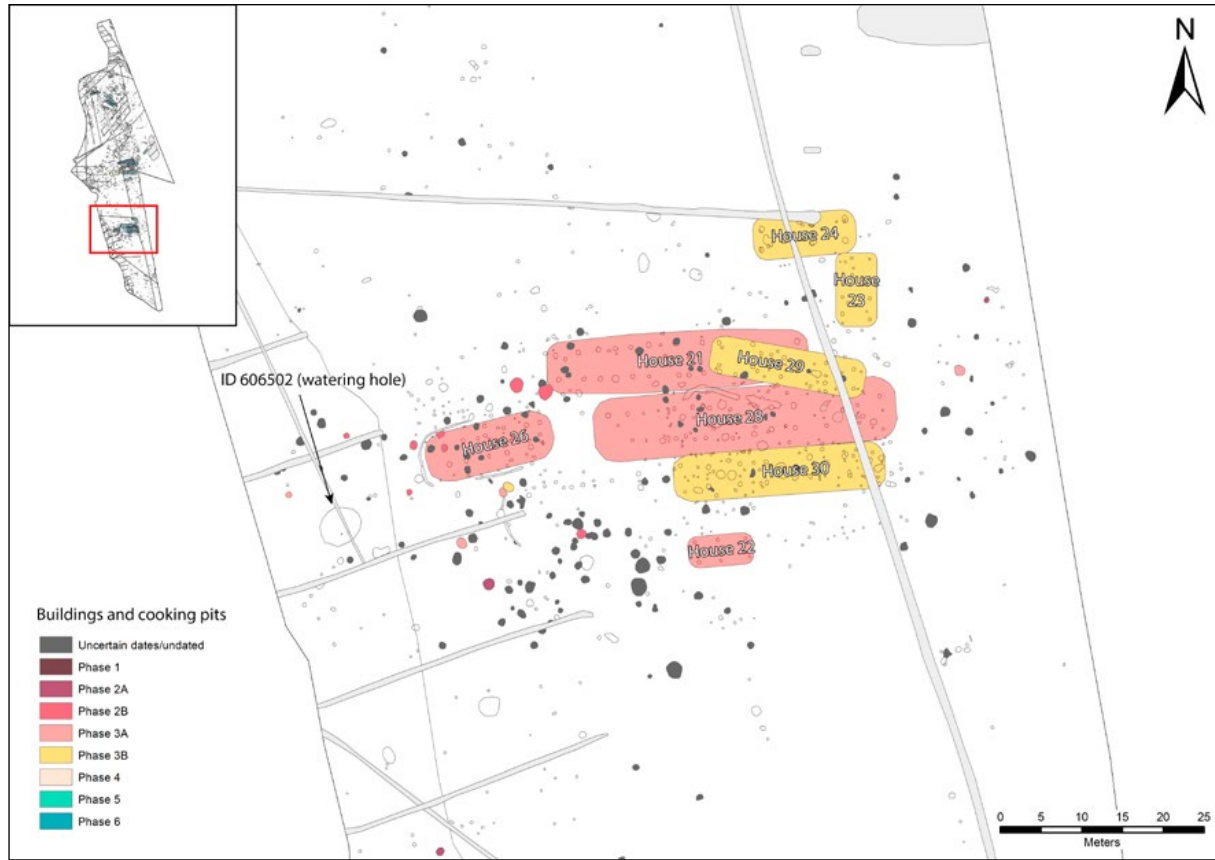 N
House 24
House
23
House 21
House 29
ID 606502 (watering hole)
House 28
House 26
House 30
House 22
Buildings and cooking pits
Uncertain dates/undated
Phase 1
Phase 2A
Phase 2B
Phase 3A
Phase 3B
Phase 4
Phase 5
Phase 6
0 5 10 15 20 25
Meters